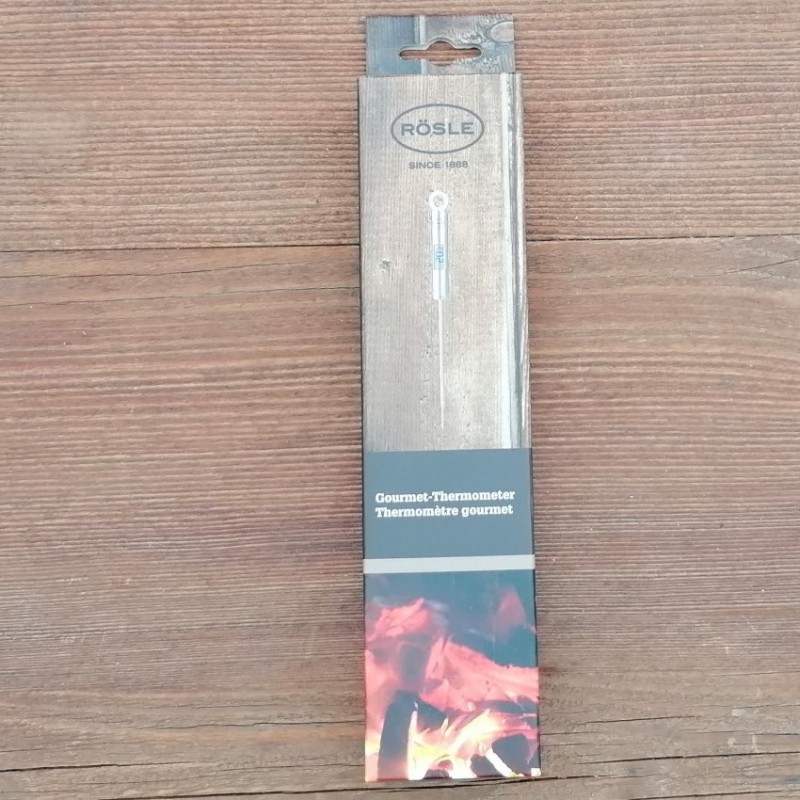 RÖSLE
SINCE 1888
Gourmet-Thermometer
Thermomètre gourmet